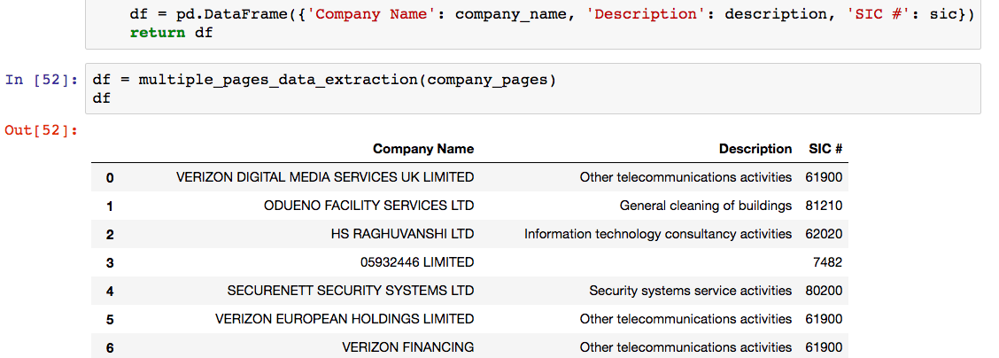 df = pd.DataFrame({'Company Name': company_name, 'Description': description, 'SIC #': sic})
return df
In [52]: df = multiple_pages_data_extraction(company_pages)
df
Out[52]:
Company Name Description SIC #
0 VERIZON DIGITAL MEDIA SERVICES UK LIMITED Other telecommunications activities 61900
1 ODUENO FACILITY SERVICES LTD General cleaning of buildings 81210
2 HS RAGHUVANSHI LTD Information technology consultancy activities 62020
3 05932446 LIMITED 7482
4 SECURENETT SECURITY SYSTEMS LTD Security systems service activities 80200
5 VERIZON EUROPEAN HOLDINGS LIMITED Other telecommunications activities 61900
6 VERIZON FINANCING Other telecommunications activities 61900